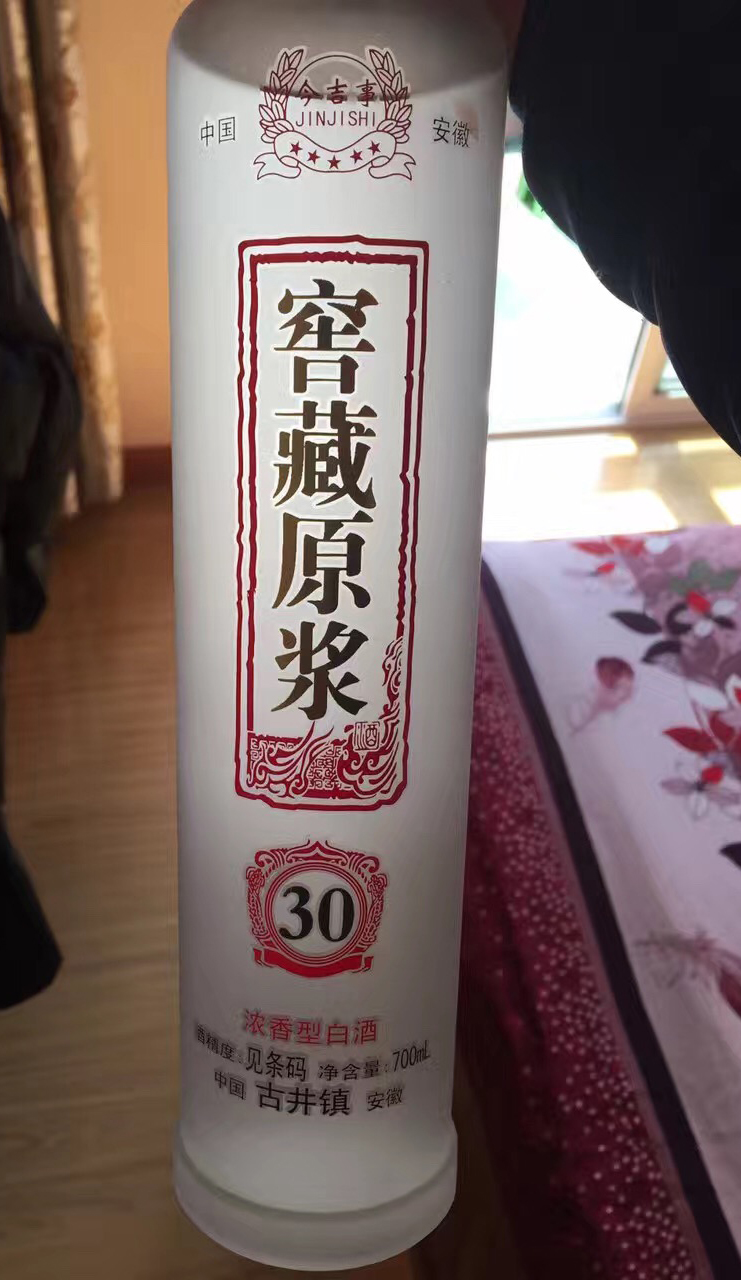 今吉事
JINJISHI
中国
安徽
窖藏原浆
酒
30
浓香型白酒
酒精度:见条码 净含量:700mL
中国 古井镇 安徽